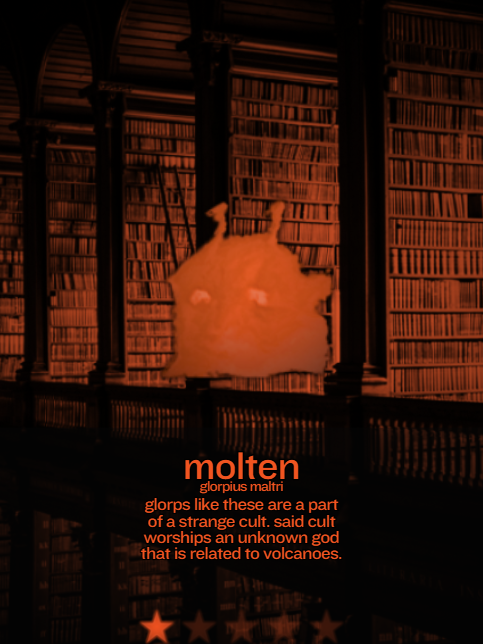 molten
glorpius maltri
glorps like these are a part
of a strange cult. said cult
worships an unknown god
that is related to volcanoes.